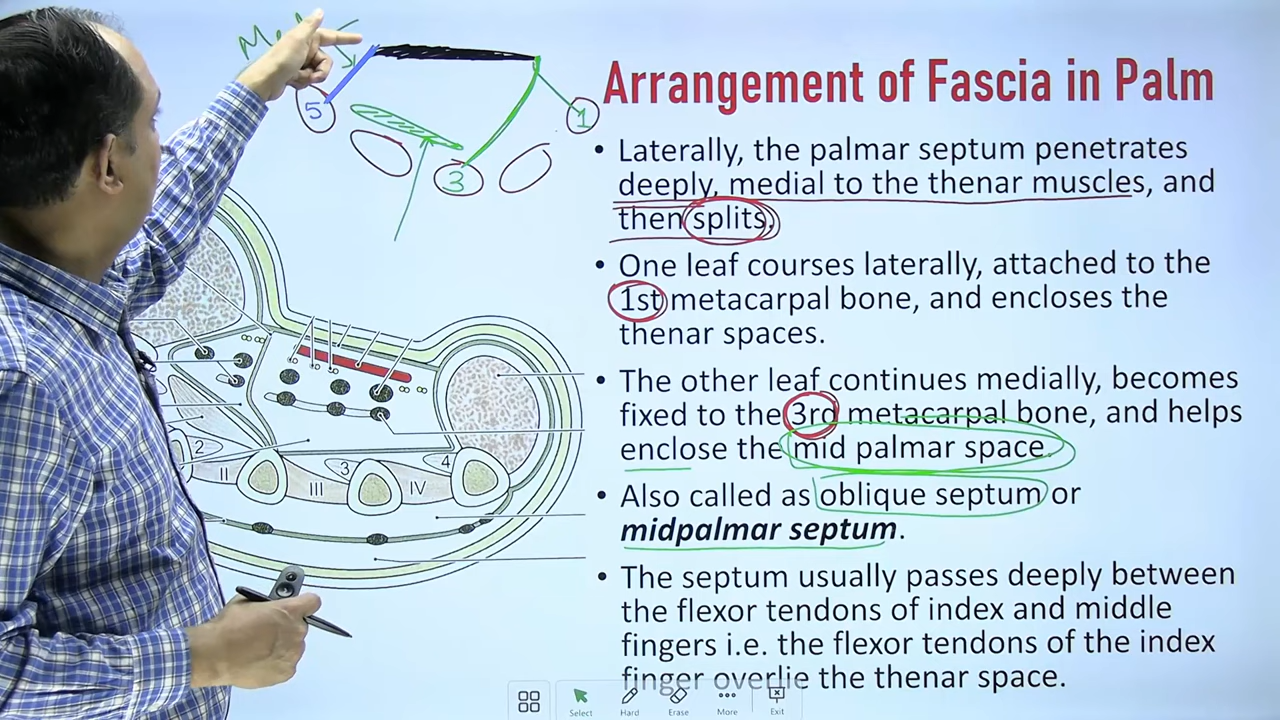 5
1
3
Arrangement of Fascia in Palm
• Laterally, the palmar septum penetrates
deeply, medial to the thenar muscles, and
then splits.
• One leaf courses laterally, attached to the
1st metacarpal bone, and encloses the
thenar spaces.
• The other leaf continues medially, becomes
fixed to the 3rd metacarpal bone, and helps
enclose the mid palmar space.
• Also called as oblique septum or
midpalmar septum.
• The septum usually passes deeply between
the flexor tendons of index and middle
fingers i.e. the flexor tendons of the index
finger overlie the thenar space.
2
3
4
II
III
IV
Select
Hard
Erase
More
Exit